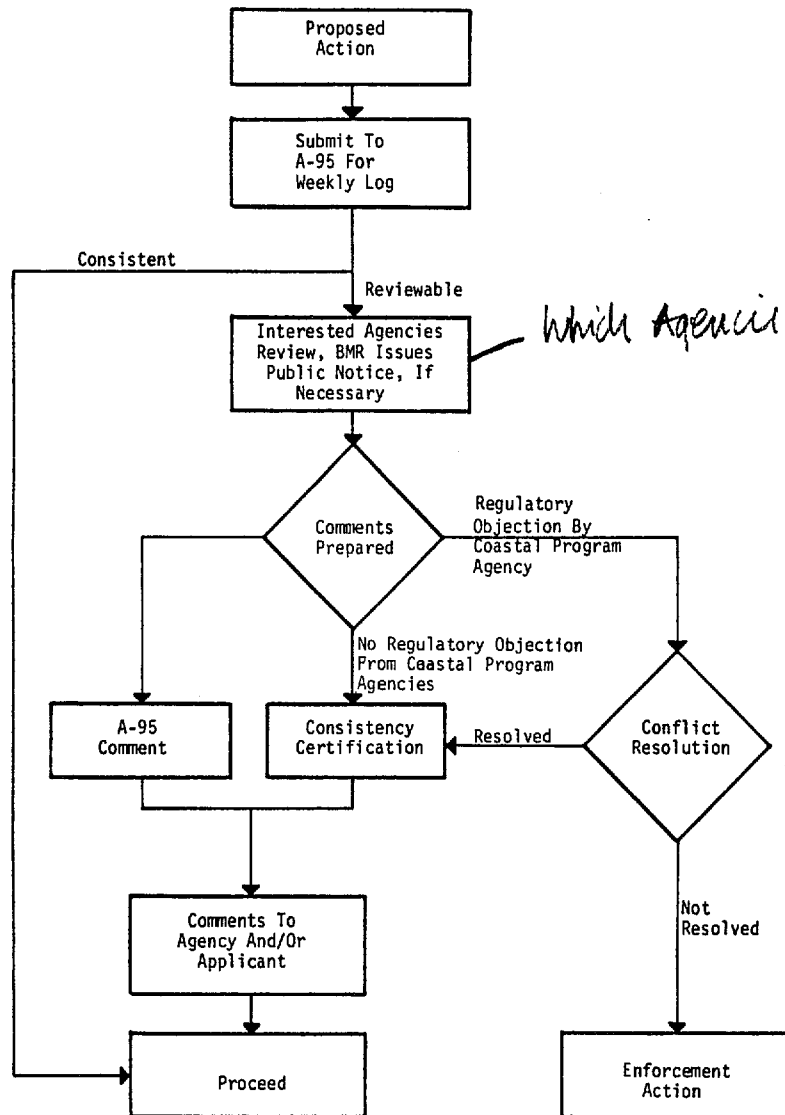 Proposed
Action
Submit To
A-95 For
Weekly Log
Consistent
Reviewable
Interested Agencies
Review, BMR Issues
Public Notice, If
Necessary
Which Agencie
Comments
Prepared
Regulatory
Objection By
Coastal Program
Agency
No Regulatory Objection
From Coastal Program
Agencies
A-95
Comment
Consistency
Certification
Resolved
Conflict
Resolution
Comments To
Agency And/Or
Applicant
Not
Resolved
Proceed
Enforcement
Action